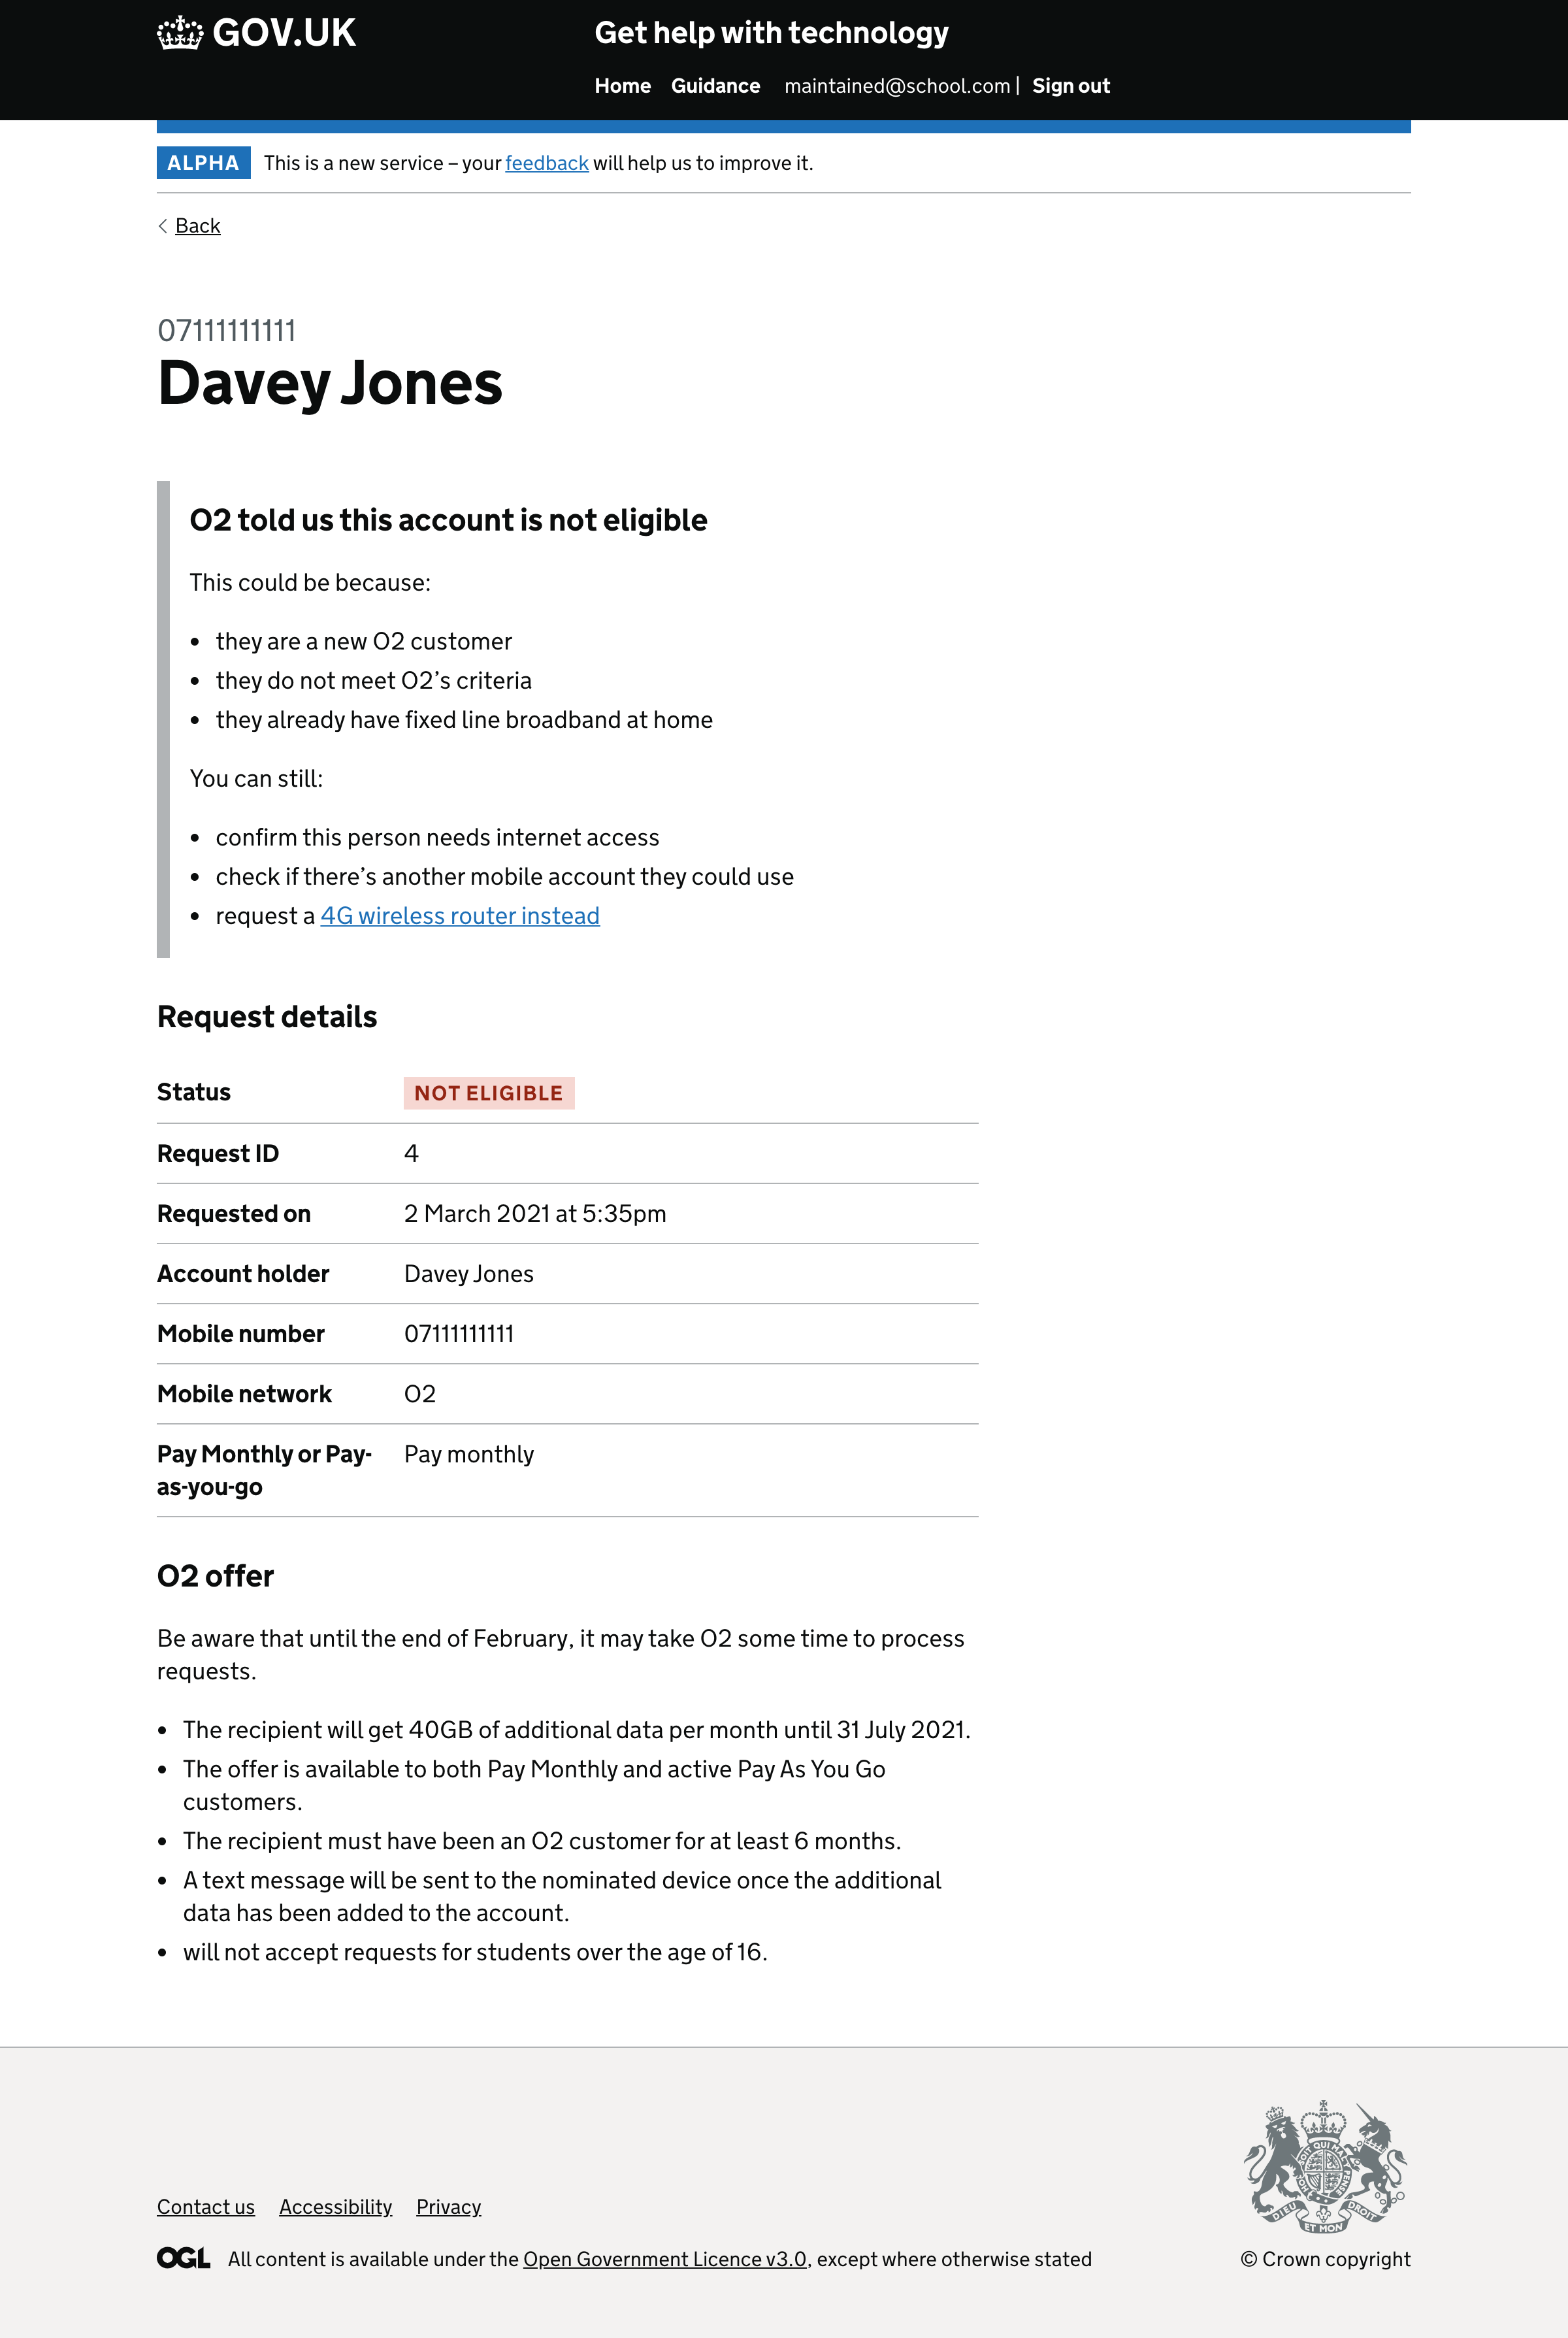 GOV.UK
Get help with technology
Home Guidance maintained@school.com | Sign out
ALPHA This is a new service – your feedback will help us to improve it.
Back
07111111111
Davey Jones
O2 told us this account is not eligible
This could be because:
• they are a new O2 customer
• they do not meet O2’s criteria
• they already have fixed line broadband at home
You can still:
• confirm this person needs internet access
• check if there’s another mobile account they could use
• request a 4G wireless router instead
Request details
Status NOT ELIGIBLE
Request ID 4
Requested on 2 March 2021 at 5:35pm
Account holder Davey Jones
Mobile number 07111111111
Mobile network O2
Pay Monthly or Pay- Pay monthly
as-you-go
O2 offer
Be aware that until the end of February, it may take O2 some time to process
requests.
• The recipient will get 40GB of additional data per month until 31 July 2021.
• The offer is available to both Pay Monthly and active Pay As You Go
customers.
• The recipient must have been an O2 customer for at least 6 months.
• A text message will be sent to the nominated device once the additional
data has been added to the account.
• will not accept requests for students over the age of 16.
DIEU ET MON DROIT
Contact us Accessibility Privacy
OGL All content is available under the Open Government Licence v3.0, except where otherwise stated
© Crown copyright